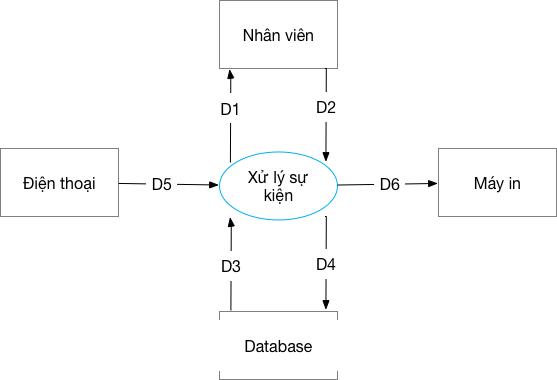 Nhân viên
D1
D2
Điện thoại
D5
Xử lý sự
kiện
D6
Máy in
D3
D4
Database